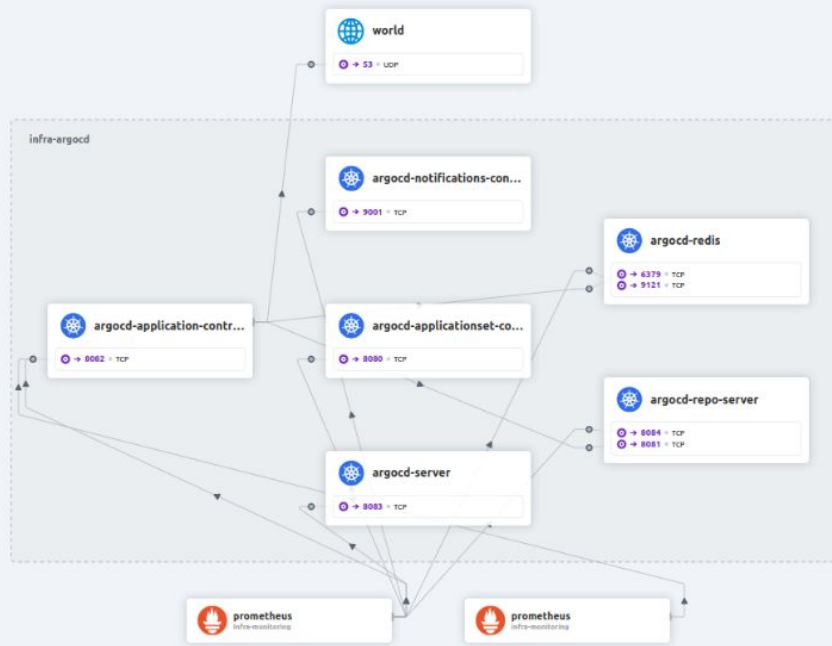 world
→ 53 • UDP
infra-argocd
argocd-notifications-con...
→ 9001 • TCP
argocd-redis
→ 6379 • TCP
→ 9121 • TCP
argocd-application-contr...
→ 8082 • TCP
argocd-applicationset-co...
→ 8080 • TCP
argocd-repo-server
→ 8084 • TCP
→ 8081 • TCP
argocd-server
→ 8083 • TCP
prometheus
infra-monitoring
prometheus
infra-monitoring